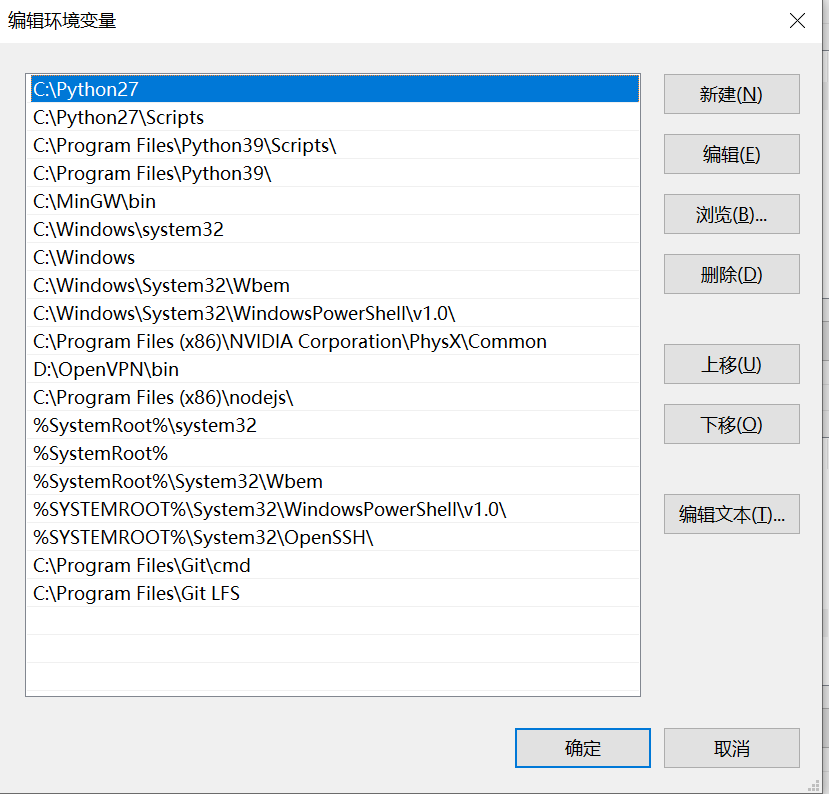 编辑环境变量
C:\Python27
C:\Python27\Scripts
C:\Program Files\Python39\Scripts\
C:\Program Files\Python39\
C:\MinGW\bin
C:\Windows\system32
C:\Windows
C:\Windows\System32\Wbem
C:\Windows\System32\WindowsPowerShell\v1.0\
C:\Program Files (x86)\NVIDIA Corporation\PhysX\Common
D:\OpenVPN\bin
C:\Program Files (x86)\nodejs\
%SystemRoot%\system32
%SystemRoot%
%SystemRoot%\System32\Wbem
%SYSTEMROOT%\System32\WindowsPowerShell\v1.0\
%SYSTEMROOT%\System32\OpenSSH\
C:\Program Files\Git\cmd
C:\Program Files\Git LFS
新建(N)
编辑(E)
浏览(B)...
删除(D)
上移(U)
下移(O)
编辑文本(T)...
确定
取消